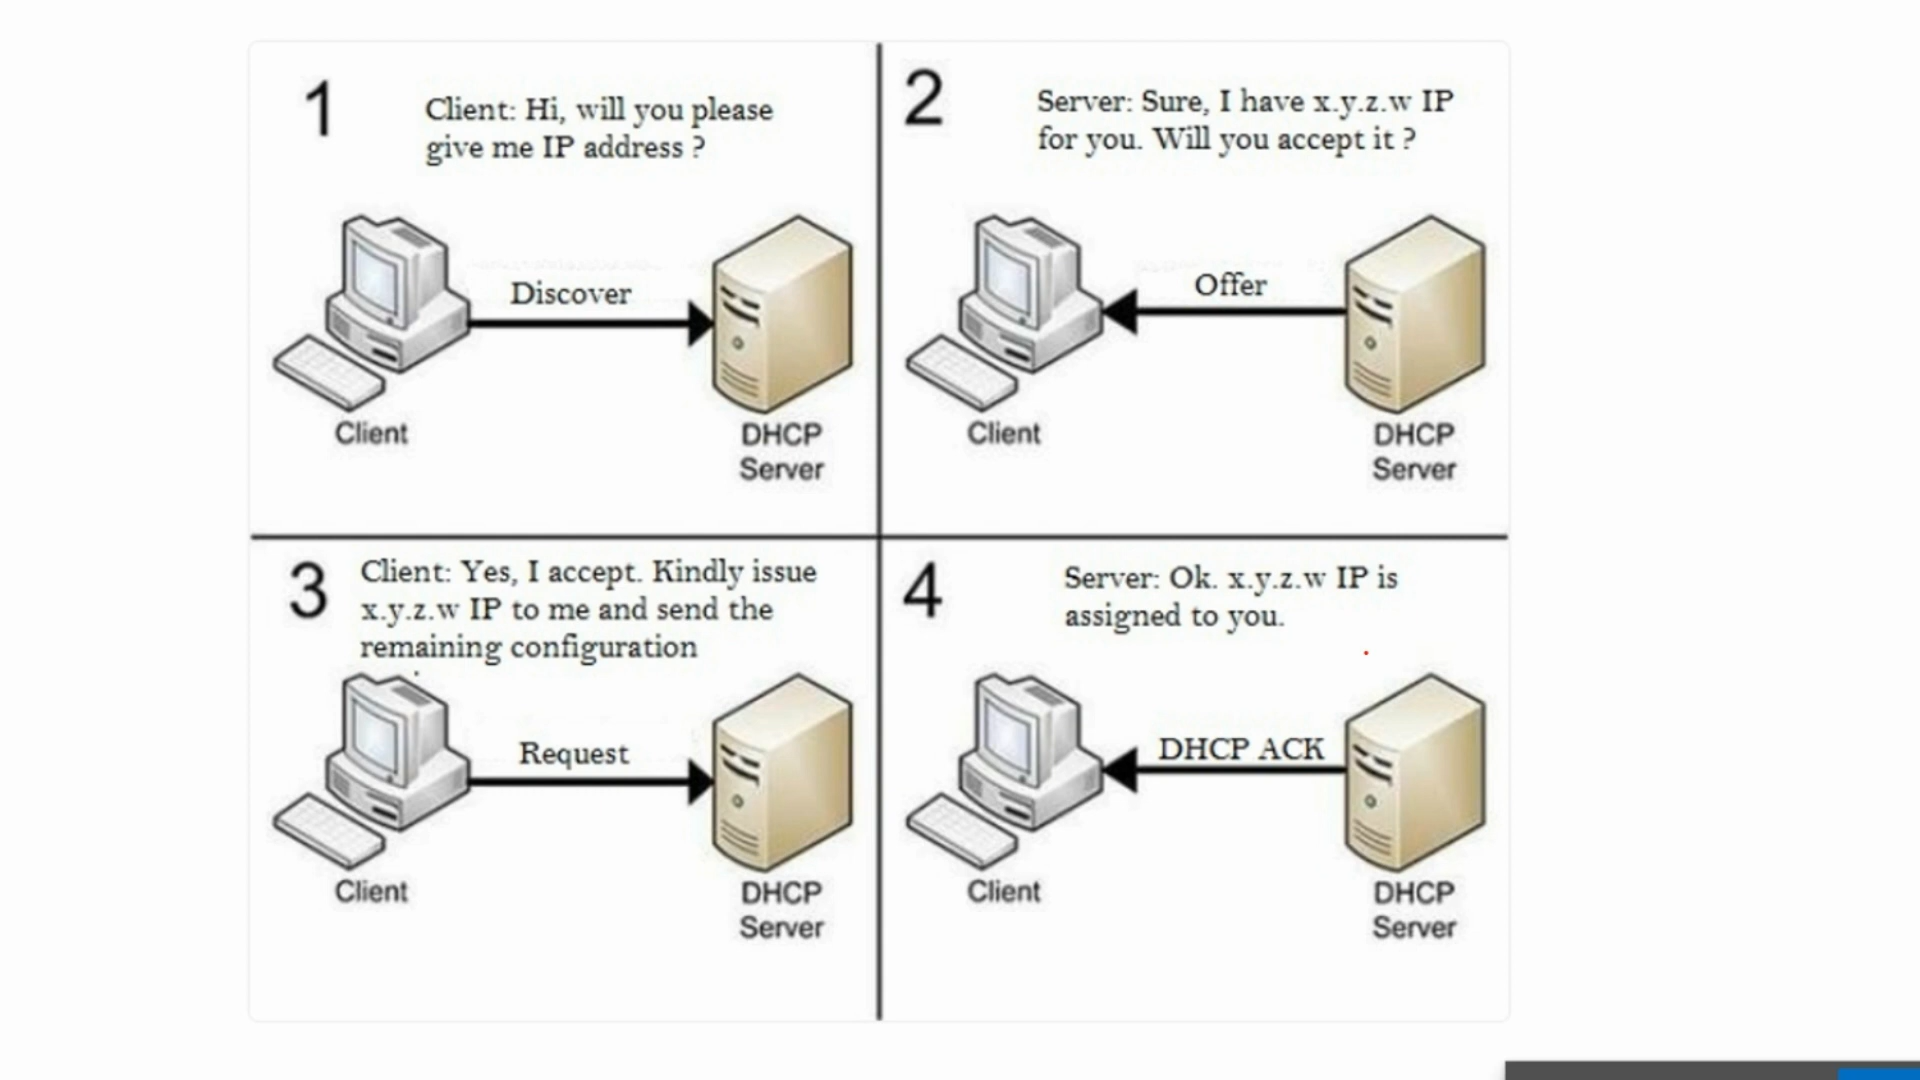 1
Client: Hi, will you please
give me IP address ?
Discover
Client
DHCP
Server
2
Server: Sure, I have x.y.z.w IP
for you. Will you accept it ?
Offer
Client
DHCP
Server
3
Client: Yes, I accept. Kindly issue
x.y.z.w IP to me and send the
remaining configuration
Request
Client
DHCP
Server
4
Server: Ok. x.y.z.w IP is
assigned to you.
DHCP ACK
Client
DHCP
Server